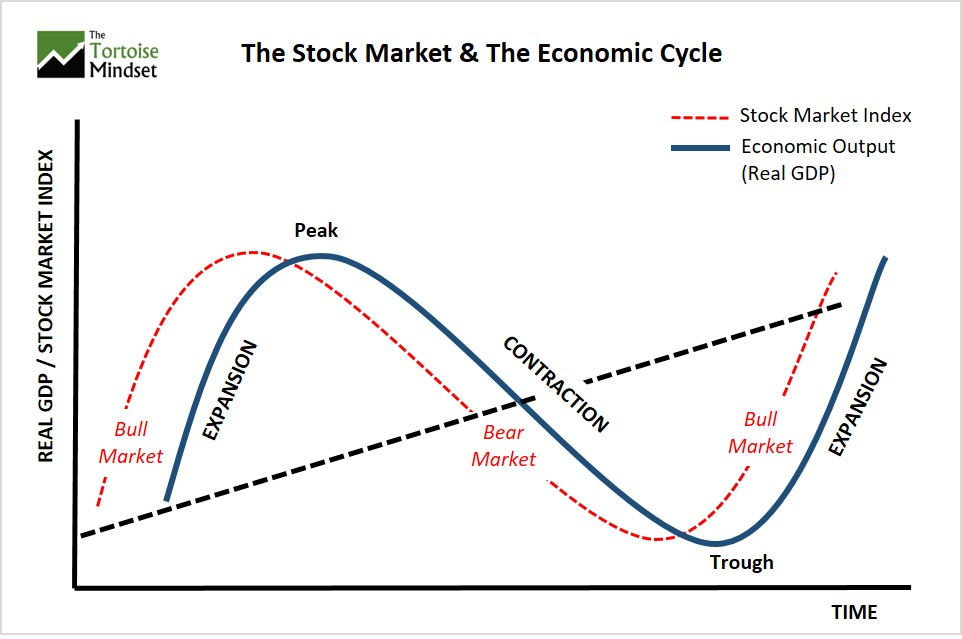 The
Tortoise
Mindset
The Stock Market & The Economic Cycle
Stock Market Index
Economic Output
(Real GDP)
REAL GDP / STOCK MARKET INDEX
Peak
EXPANSION
CONTRACTION
Bull
Market
Bear
Market
Bull
Market
EXPANSION
Trough
TIME